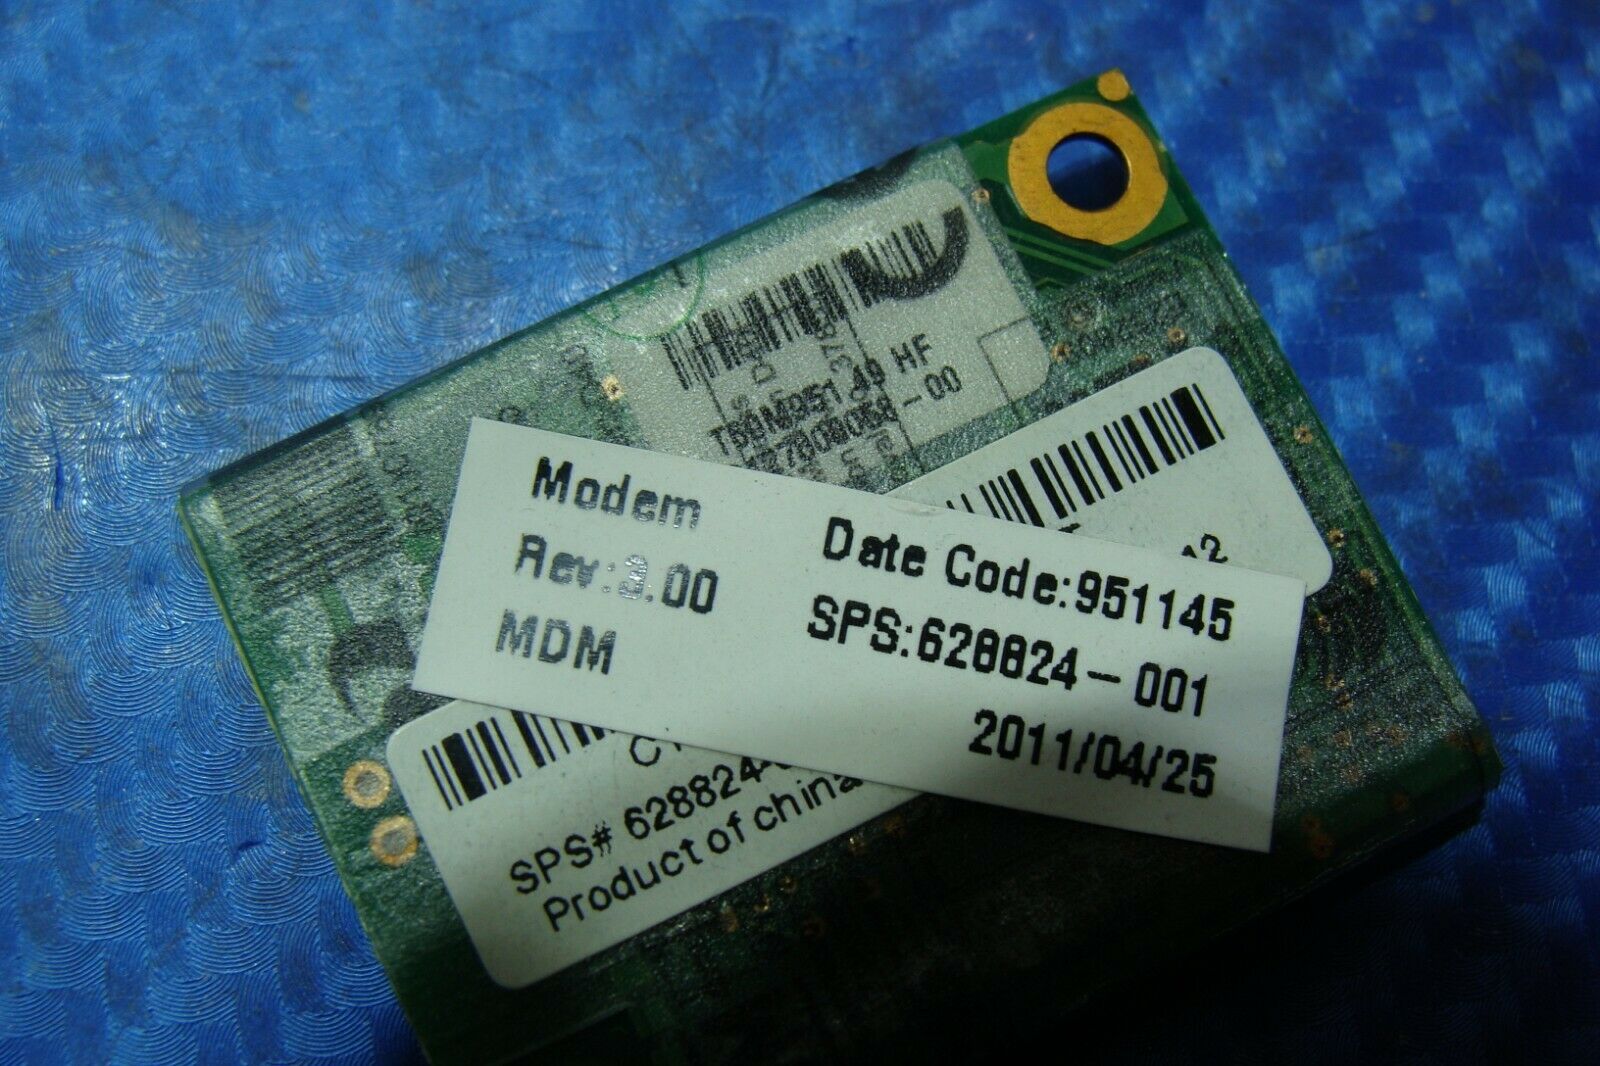 T60M951.49 HF
Modem
Rev:3.00
MDM
Date Code:951145
SPS:628824-001
2011/04/25
SPS# 628824-
Product of china